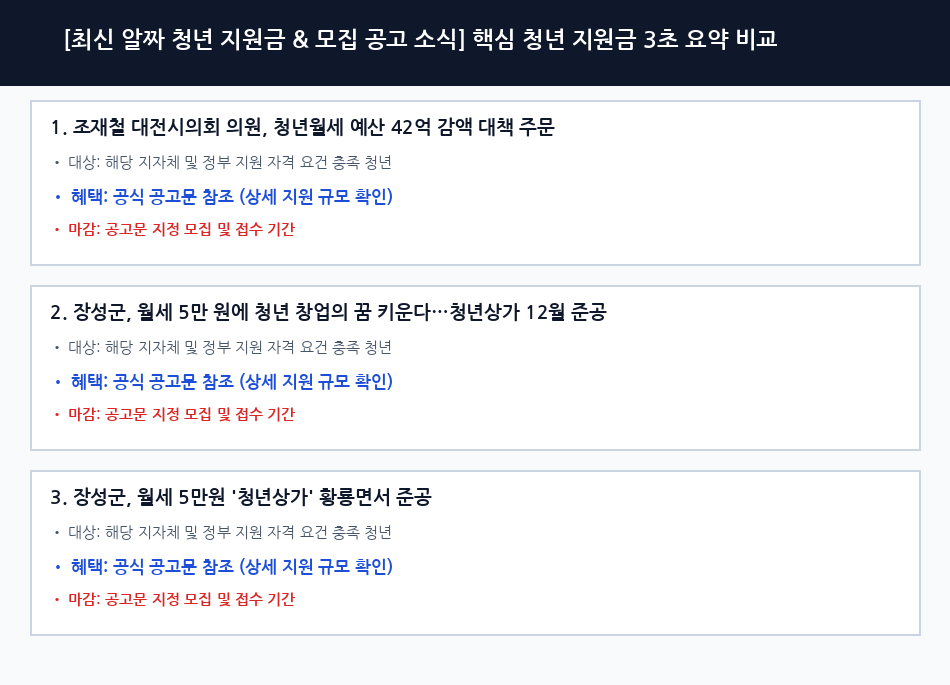 [최신 알짜 청년 지원금 & 모집 공고 소식] 핵심 청년 지원금 3초 요약 비교
1. 조재철 대전시의회 의원, 청년월세 예산 42억 감액 대책 주문
• 대상: 해당 지자체 및 정부 지원 자격 요건 충족 청년
• 혜택: 공식 공고문 참조 (상세 지원 규모 확인)
• 마감: 공고문 지정 모집 및 접수 기간
2. 장성군, 월세 5만 원에 청년 창업의 꿈 키운다…청년상가 12월 준공
• 대상: 해당 지자체 및 정부 지원 자격 요건 충족 청년
• 혜택: 공식 공고문 참조 (상세 지원 규모 확인)
• 마감: 공고문 지정 모집 및 접수 기간
3. 장성군, 월세 5만원 '청년상가' 황룡면서 준공
• 대상: 해당 지자체 및 정부 지원 자격 요건 충족 청년
• 혜택: 공식 공고문 참조 (상세 지원 규모 확인)
• 마감: 공고문 지정 모집 및 접수 기간